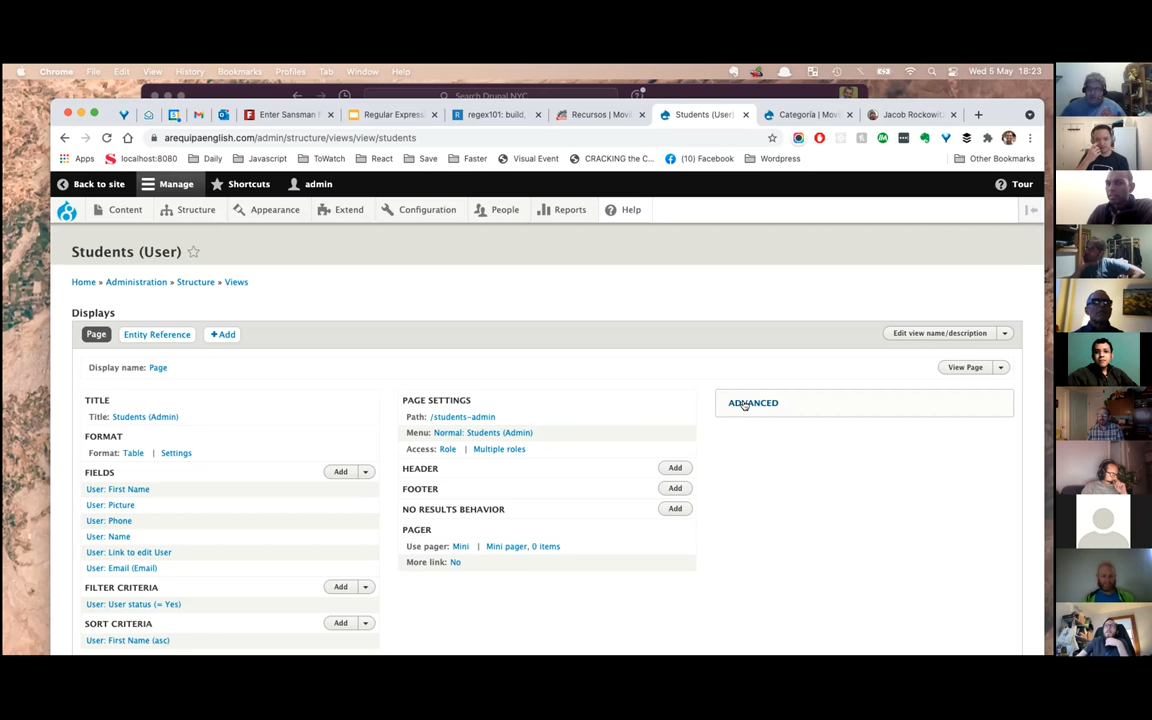 Chrome File Edit View History Bookmarks Profiles Tab Window Help Wed 5 May 18:23
Search Drupal NYC
Enter Sansman F Regular Express regex101: build, Recursos | Movi Students (User) Categoría | Movi Jacob Rockowit
arequipaenglish.com/admin/structure/views/view/students
Apps localhost:8080 Daily Javascript ToWatch React Save Faster Visual Event CRACKING the C... (10) Facebook Wordpress Other Bookmarks
Back to site Manage Shortcuts admin Tour
Content Structure Appearance Extend Configuration People Reports Help
Students (User)
Home » Administration » Structure » Views
Displays
Page Entity Reference +Add Edit view name/description
Display name: Page View Page
TITLE
Title: Students (Admin)
FORMAT
Format: Table | Settings
FIELDS Add
User: First Name
User: Picture
User: Phone
User: Name
User: Link to edit User
User: Email (Email)
FILTER CRITERIA Add
User: User status (= Yes)
SORT CRITERIA Add
User: First Name (asc)
PAGE SETTINGS
Path: /students-admin
Menu: Normal: Students (Admin)
Access: Role | Multiple roles
HEADER Add
FOOTER Add
NO RESULTS BEHAVIOR Add
PAGER
Use pager: Mini | Mini pager, 0 items
More link: No
ADVANCED